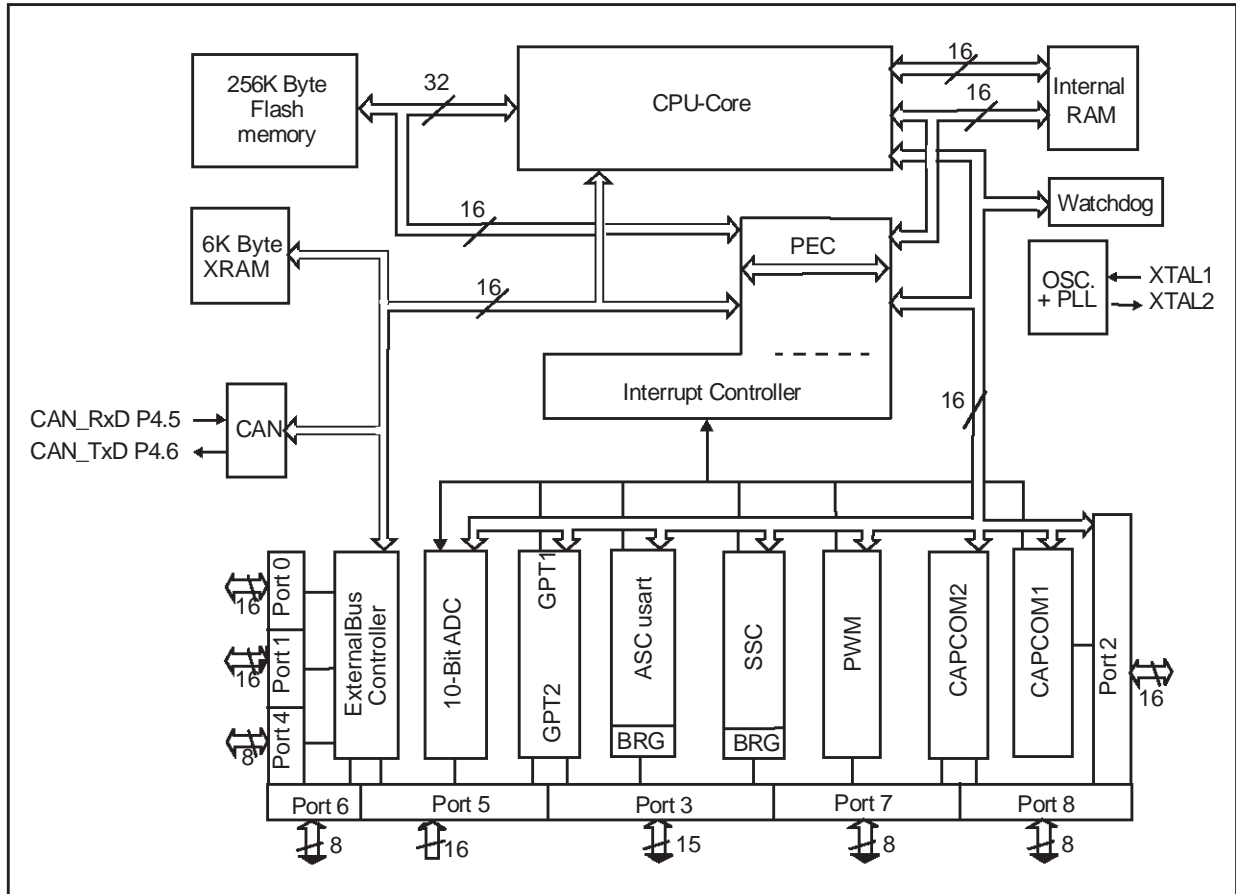 256K Byte
Flash
memory
32
CPU-Core
16
16
Internal
RAM
Watchdog
16
PEC
6K Byte
XRAM
16
OSC.
+ PLL
XTAL1
XTAL2
Interrupt Controller
16
CAN_RxD P4.5
CAN_TxD P4.6
CAN
Port 0
16
Port 1
16
Port 4
8
ExternalBus
Controller
10-Bit ADC
GPT1
GPT2
ASC usart
BRG
SSC
BRG
PWM
CAPCOM2
CAPCOM1
Port 2
16
Port 6
Port 5
Port 3
Port 7
Port 8
8
16
15
8
8